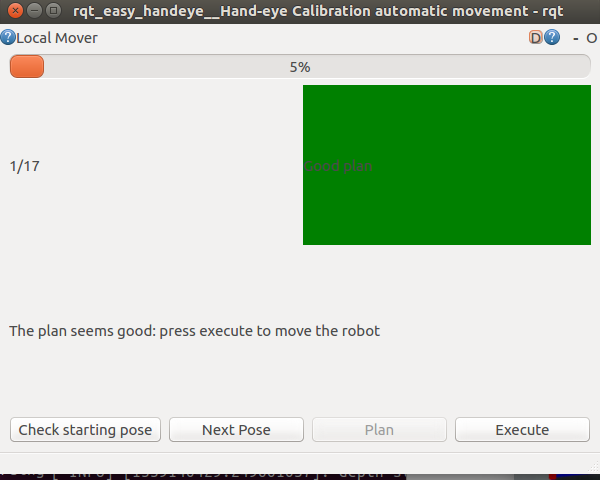 rqt_easy_handeye__Hand-eye Calibration automatic movement - rqt
Local Mover
D
- O
5%
1/17
Good plan
The plan seems good: press execute to move the robot
Check starting pose
Next Pose
Plan
Execute